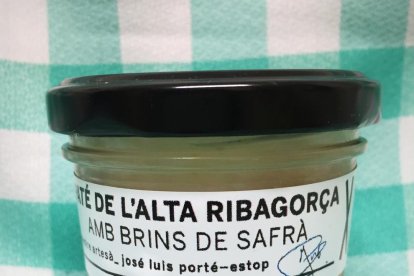 ATÉ DE L'ALTA RIBAGORÇA
AMB BRINS DE SAFRÀ
artesà_josé luis porté-estop